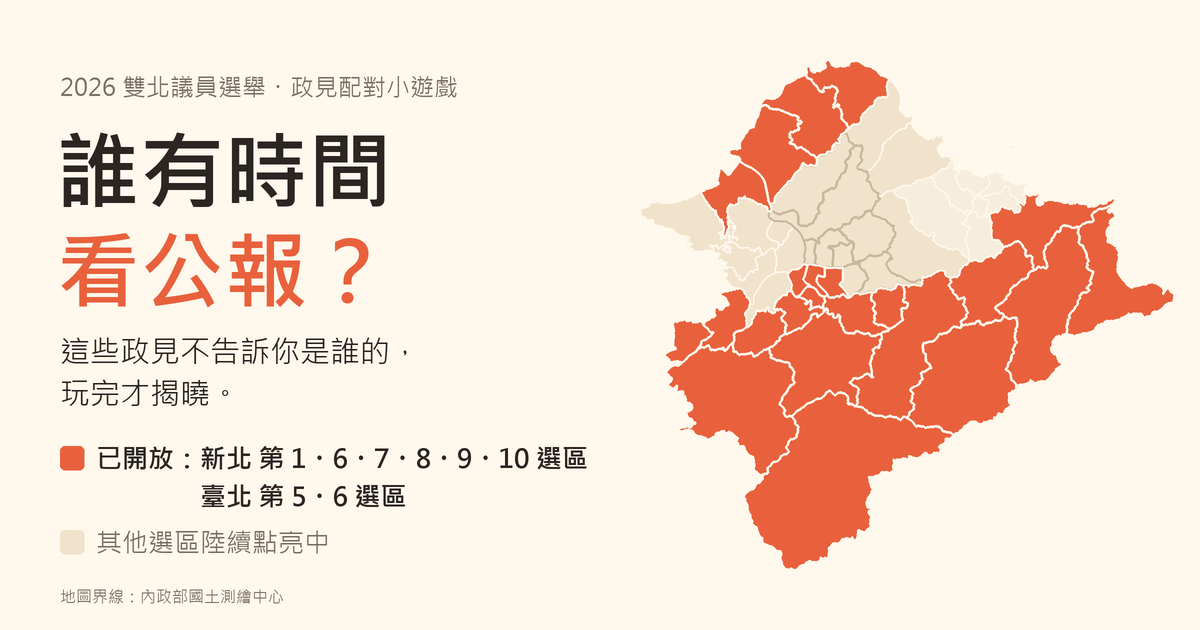 2026 雙北議員選舉・政見配對小遊戲
誰有時間
看公報？
這些政見不告訴你是誰的，
玩完才揭曉。
已開放：新北 第 1・6・7・8・9・10 選區
臺北 第 5・6 選區
其他選區陸續點亮中
地圖界線：內政部國土測繪中心